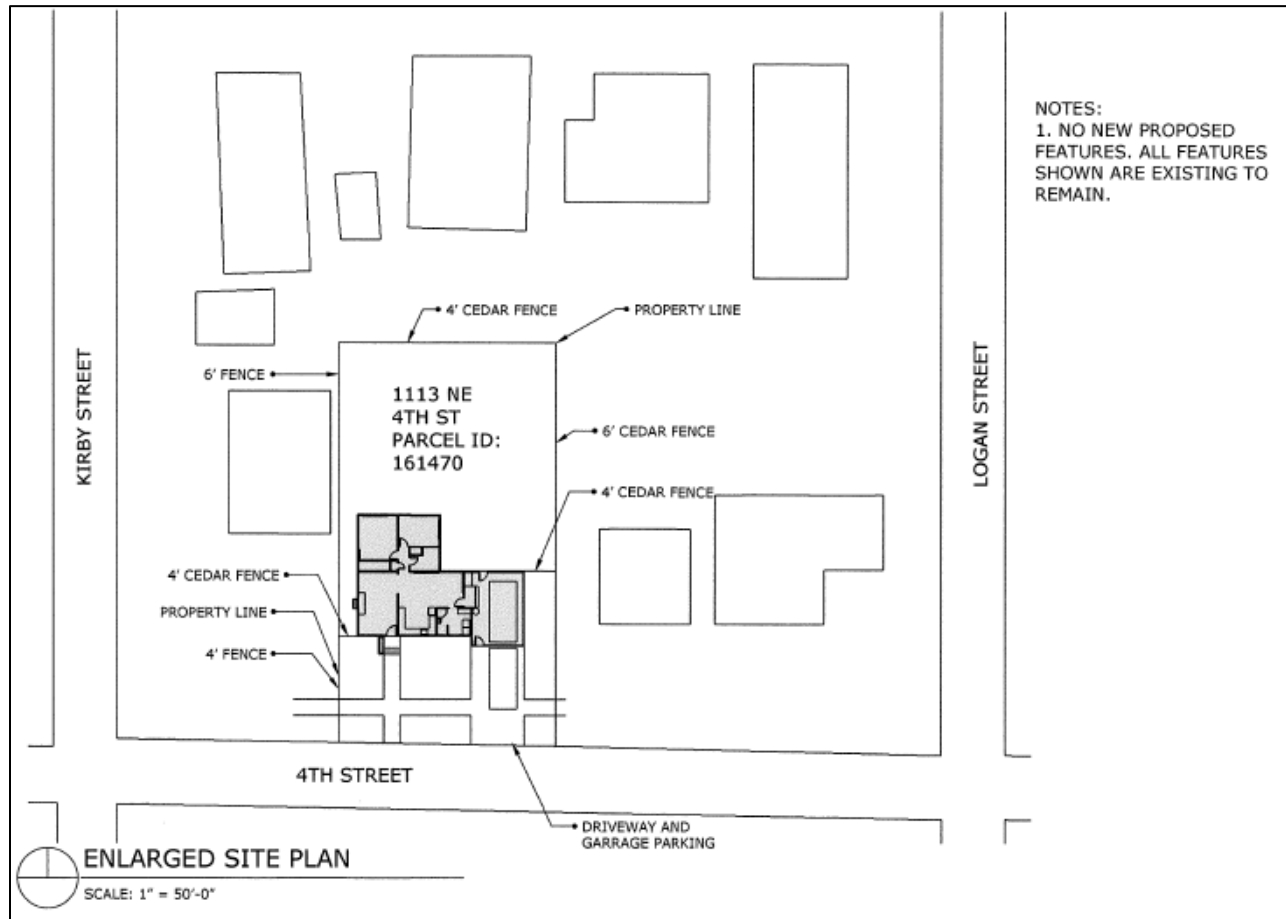 NOTES:
1. NO NEW PROPOSED
FEATURES. ALL FEATURES
SHOWN ARE EXISTING TO
REMAIN.
4' CEDAR FENCE
PROPERTY LINE
6' FENCE
KIRBY STREET
1113 NE
4TH ST
PARCEL ID:
161470
6' CEDAR FENCE
LOGAN STREET
4' CEDAR FENCE
4' CEDAR FENCE
PROPERTY LINE
4' FENCE
4TH STREET
DRIVEWAY AND
GARRAGE PARKING
ENLARGED SITE PLAN
SCALE: 1" = 50'-0"